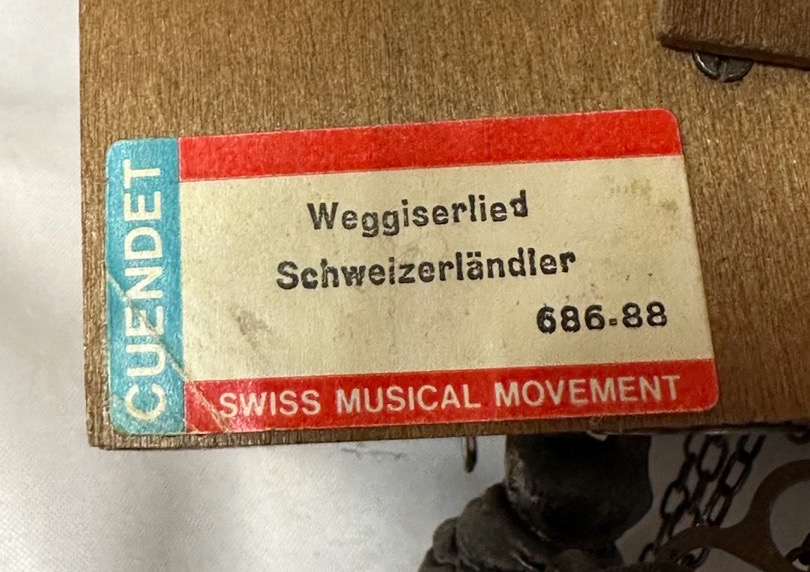 CUENDET
Weggiserlied
Schweizerländler
686.88
SWISS MUSICAL MOVEMENT